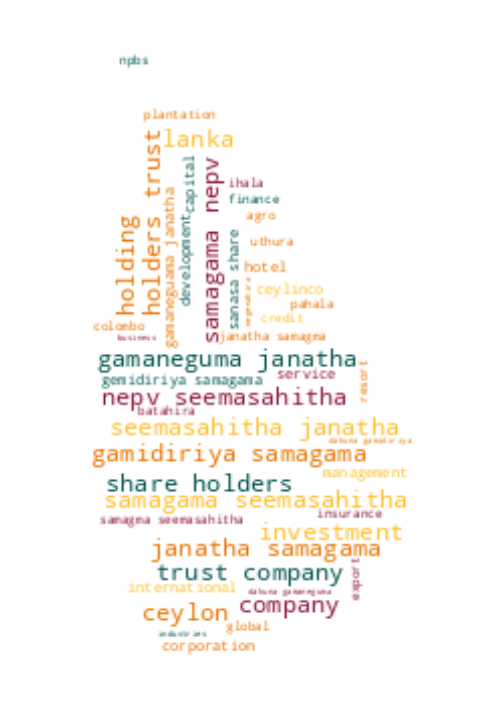 npbs
plantation
lanka
holders trust
holding
gamaneguama janatha
development
capital
samagama nepv
ihala
finance
agro
sanasa share
uthura
hotel
ceylinco
pahala
credit
colombo
business
janatha samagma
gamaneguma janatha
service
gemidiriya samagama
resort
nepv seemasahitha
batahira
seemasahitha janatha
dakuna gamidiriya
gamidiriya samagama
management
share holders
samagama seemasahitha
insurance
samagma seemasahitha
investment
janatha samagama
trust company
export
international
dakuna gamaneguma
company
ceylon
global
industries
corporation